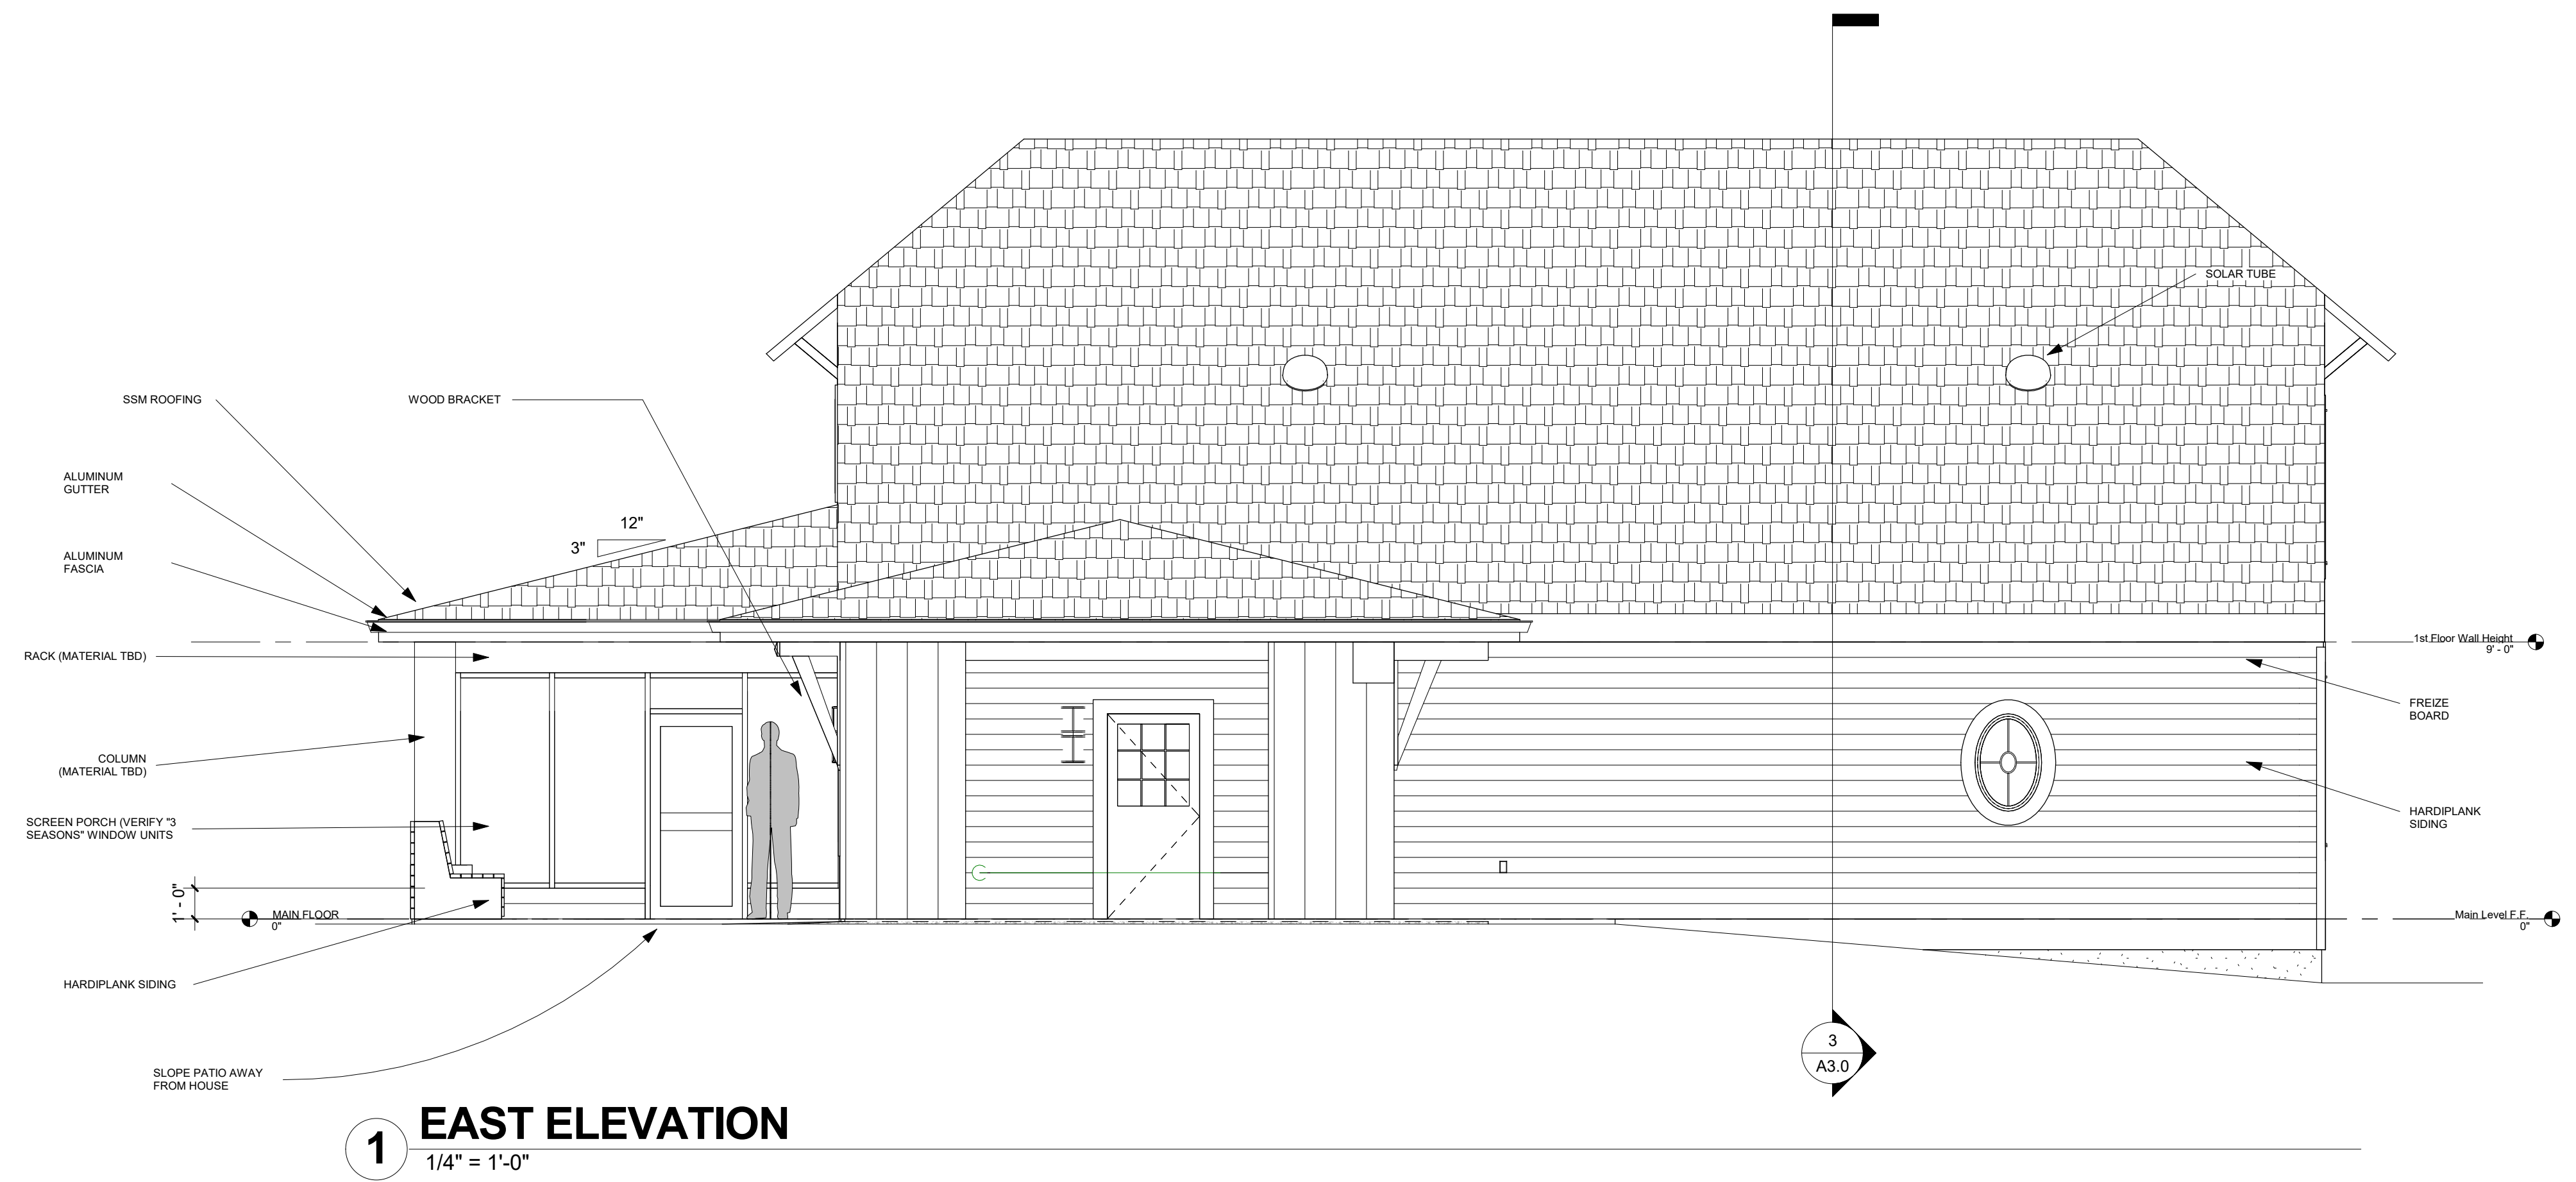 SOLAR TUBE
SSM ROOFING
WOOD BRACKET
ALUMINUM
GUTTER
12"
3"
ALUMINUM
FASCIA
1st Floor Wall Height
9' - 0"
RACK (MATERIAL TBD)
FREIZE
BOARD
COLUMN
(MATERIAL TBD)
HARDIPLANK
SIDING
SCREEN PORCH (VERIFY "3
SEASONS" WINDOW UNITS
1' - 0"
MAIN FLOOR
0"
Main Level F.F.
0"
HARDIPLANK SIDING
SLOPE PATIO AWAY
FROM HOUSE
3
A3.0
1
EAST ELEVATION
1/4" = 1'-0"